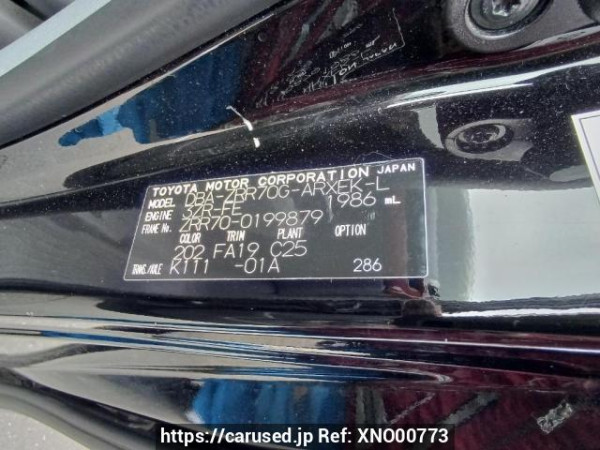 TOYOTA MOTOR CORPORATION JAPAN
MODEL DBA-ZRR70G-ARXEK-L
ENGINE 3ZR-FE 1986 mL
FRAME No. ZRR70-0199879
COLOR TRIM PLANT OPTION
202 FA19 C25
TRANS./AXLE K111 -01A 286
https://carused.jp Ref: XNO00773